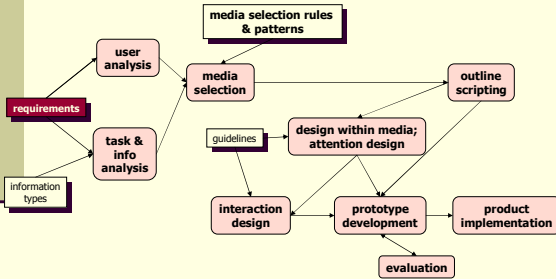 media selection rules
& patterns
user
analysis
media
selection
outline
scripting
requirements
task &
info
analysis
guidelines
design within media;
attention design
information
types
interaction
design
prototype
development
product
implementation
evaluation